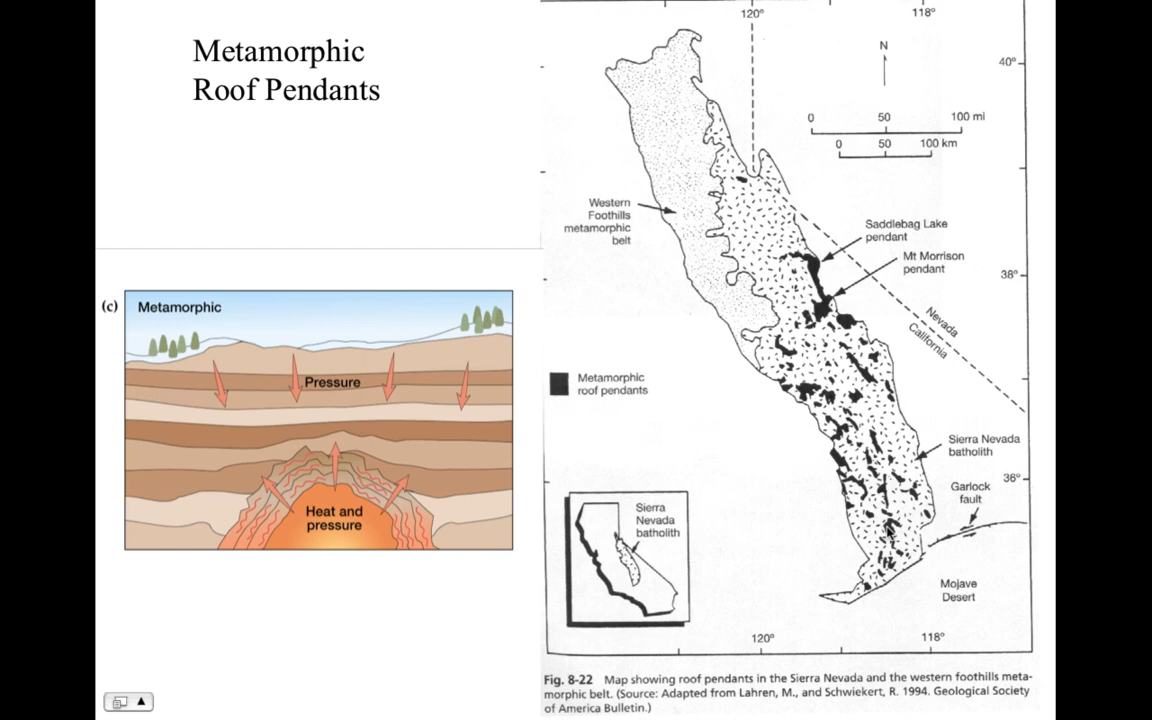 Metamorphic
Roof Pendants
(c)
Metamorphic
Pressure
Heat and
pressure
120°
118°
N
40°
0
50
100 mi
0
50
100 km
Western
Foothills
metamorphic
belt
Saddlebag Lake
pendant
Mt Morrison
pendant
38°
Nevada
California
Metamorphic
roof pendants
Sierra Nevada
batholith
36°
Garlock
fault
Sierra
Nevada
batholith
Mojave
Desert
120°
118°
Fig. 8-22 Map showing roof pendants in the Sierra Nevada and the western foothills meta-
morphic belt. (Source: Adapted from Lahren, M., and Schwiekert, R. 1994. Geological Society
of America Bulletin.)